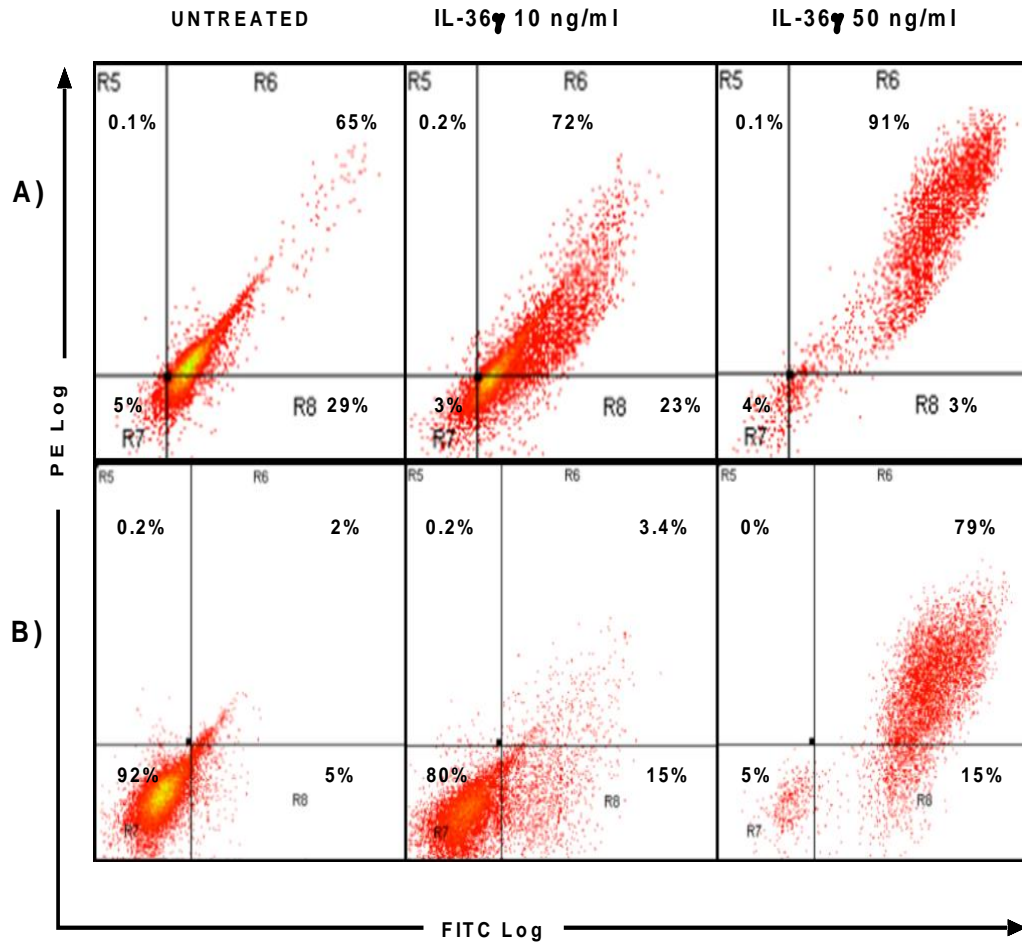 UNTREATED IL-36γ 10 ng/ml IL-36γ 50 ng/ml
R5 R6 R5 R6 R5 R6
0.1% 65% 0.2% 72% 0.1% 91%
A)
5% R8 29% 3% R8 23% 4% R8 3%
R7 R7 R7
PE Log
R5 R6 R5 R6 R5 R6
0.2% 2% 0.2% 3.4% 0% 79%
B)
92% 5% 80% 15% 5% 15%
R8 R8 R8
R7 R7 R7
FITC Log